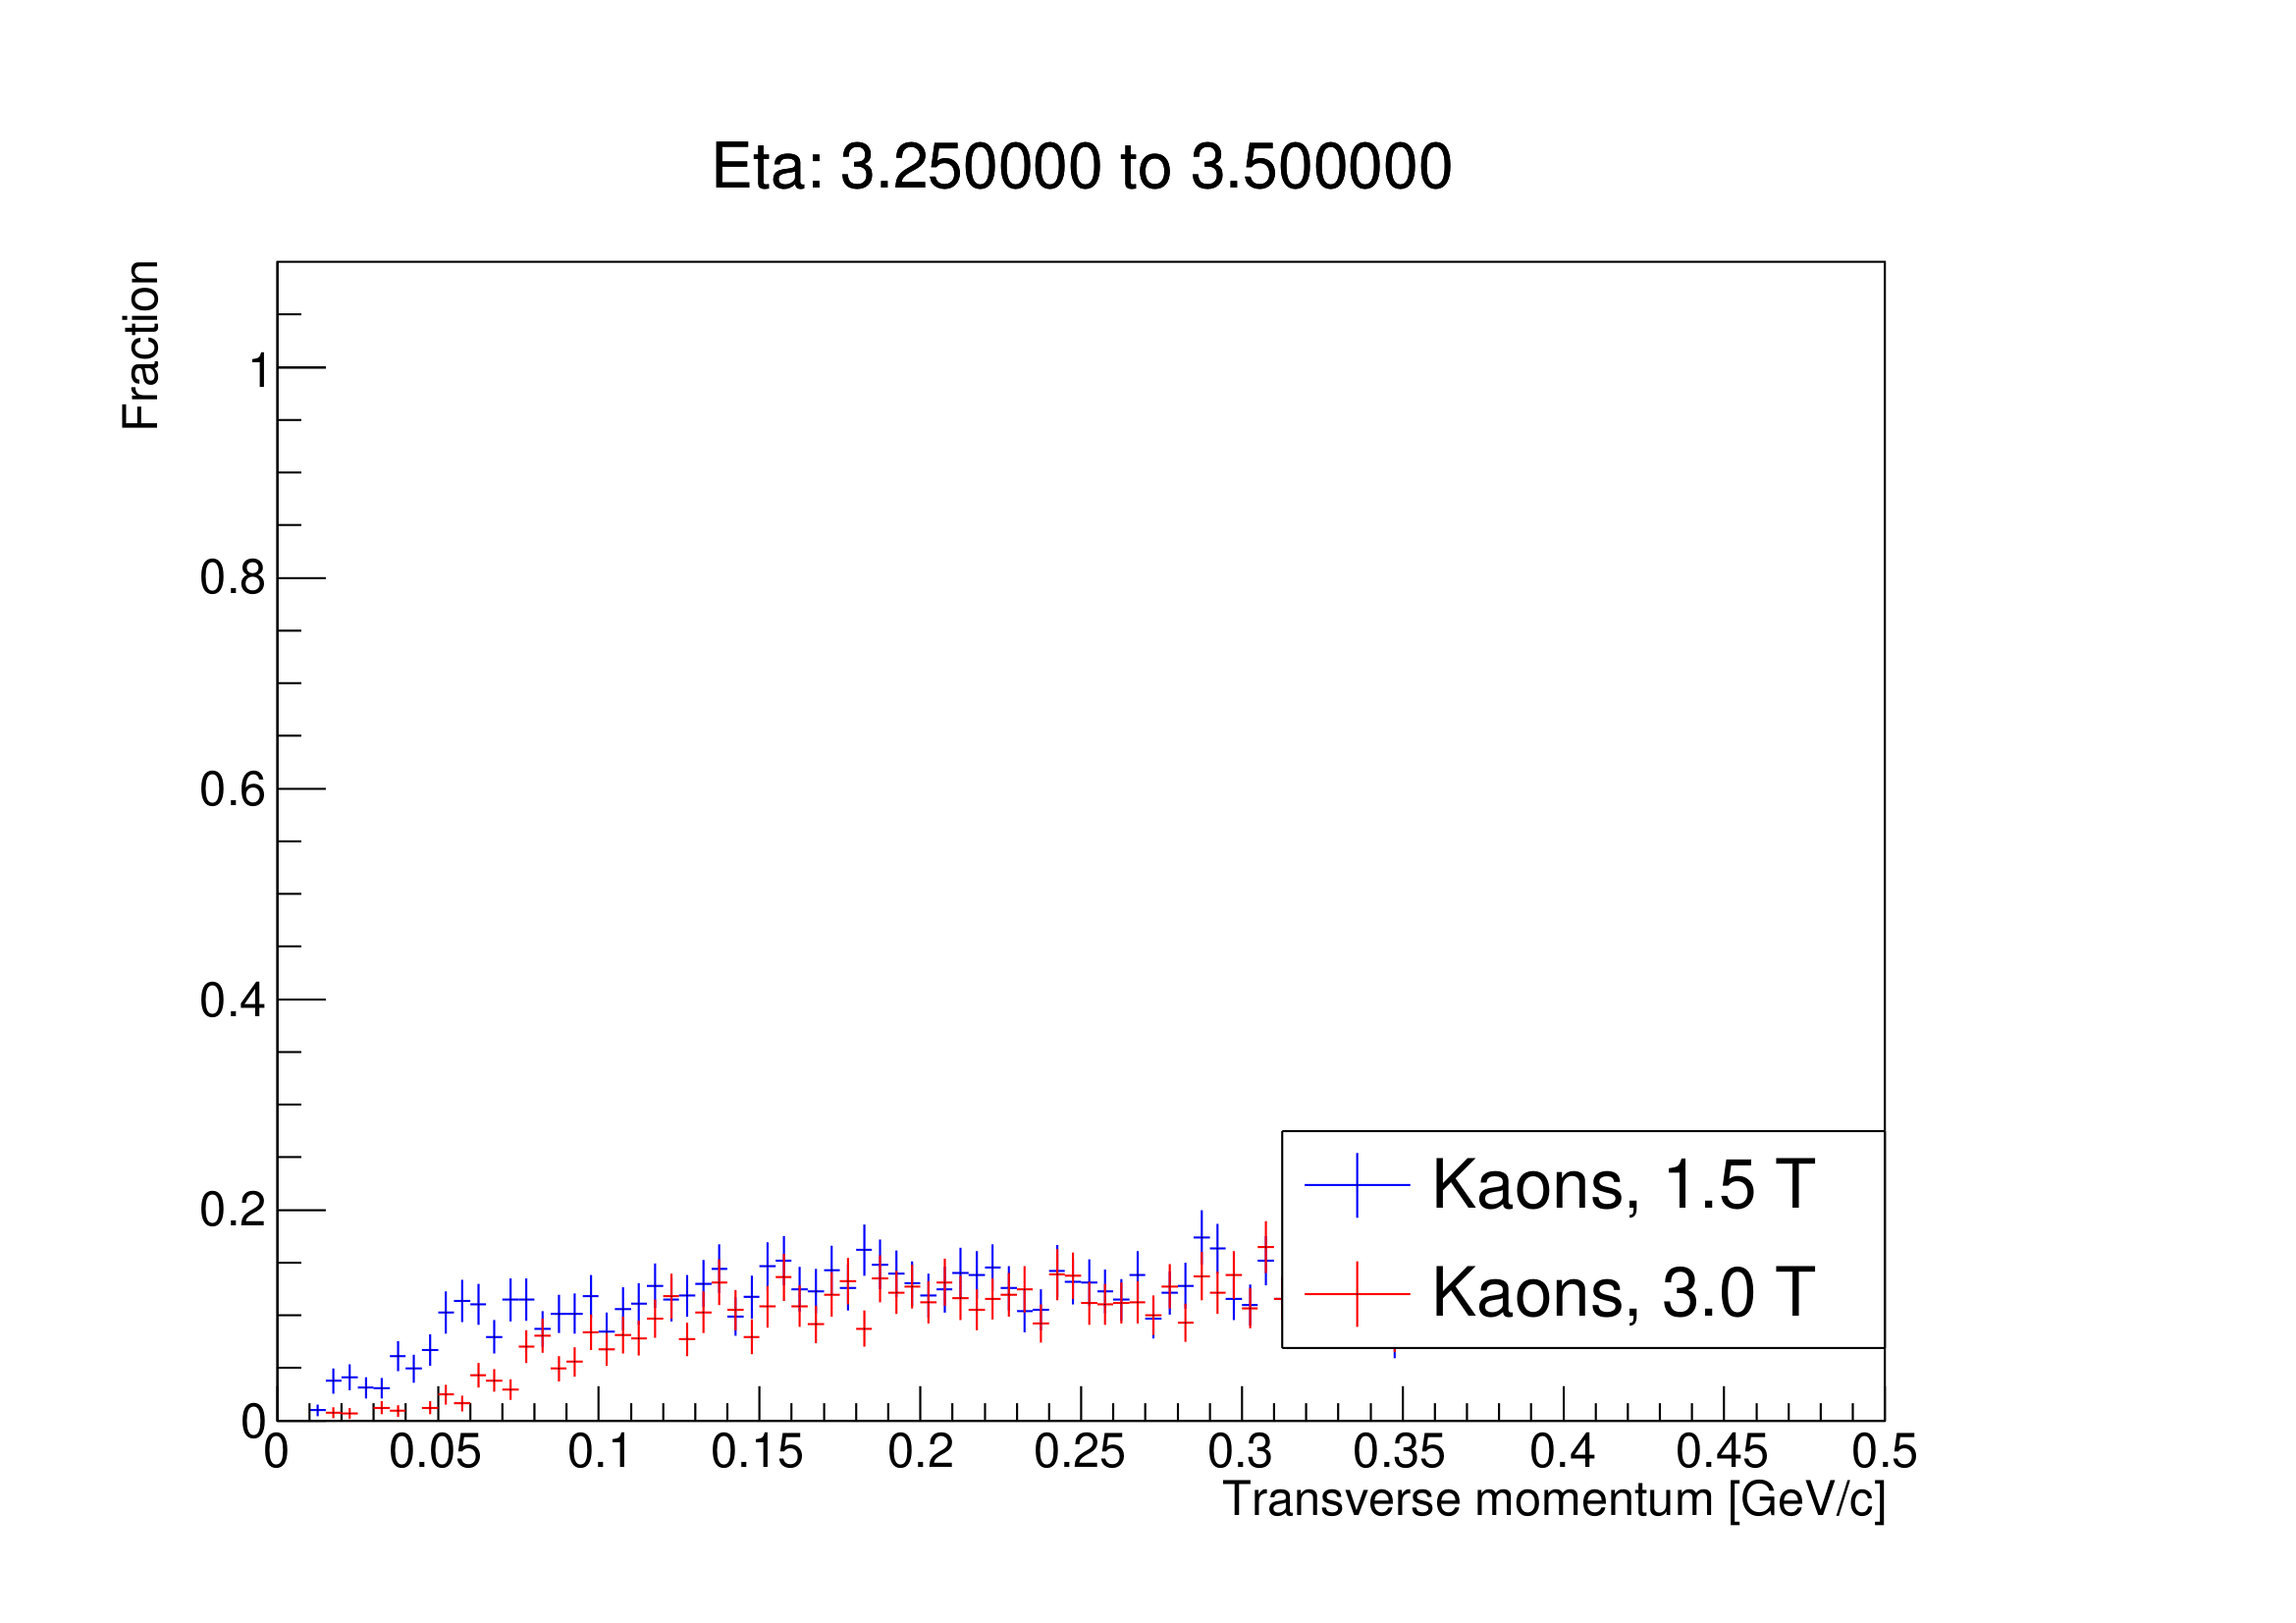 Eta: 3.250000 to 3.500000
Fraction
1
0.8
0.6
0.4
0.2
0
Kaons, 1.5 T
Kaons, 3.0 T
0 0.05 0.1 0.15 0.2 0.25 0.3 0.35 0.4 0.45 0.5
Transverse momentum [GeV/c]